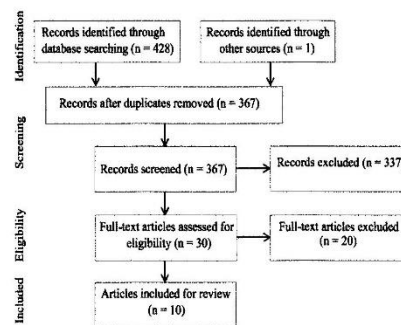 Identification
Records identified through
database searching (n = 428)
Records identified through
other sources (n = 1)
Records after duplicates removed (n = 367)
Screening
Records screened (n = 367)
Records excluded (n = 337
Eligibility
Full-text articles assessed for
eligibility (n = 30)
Full-text articles excluded
(n = 20)
Included
Articles included for review
(n = 10)